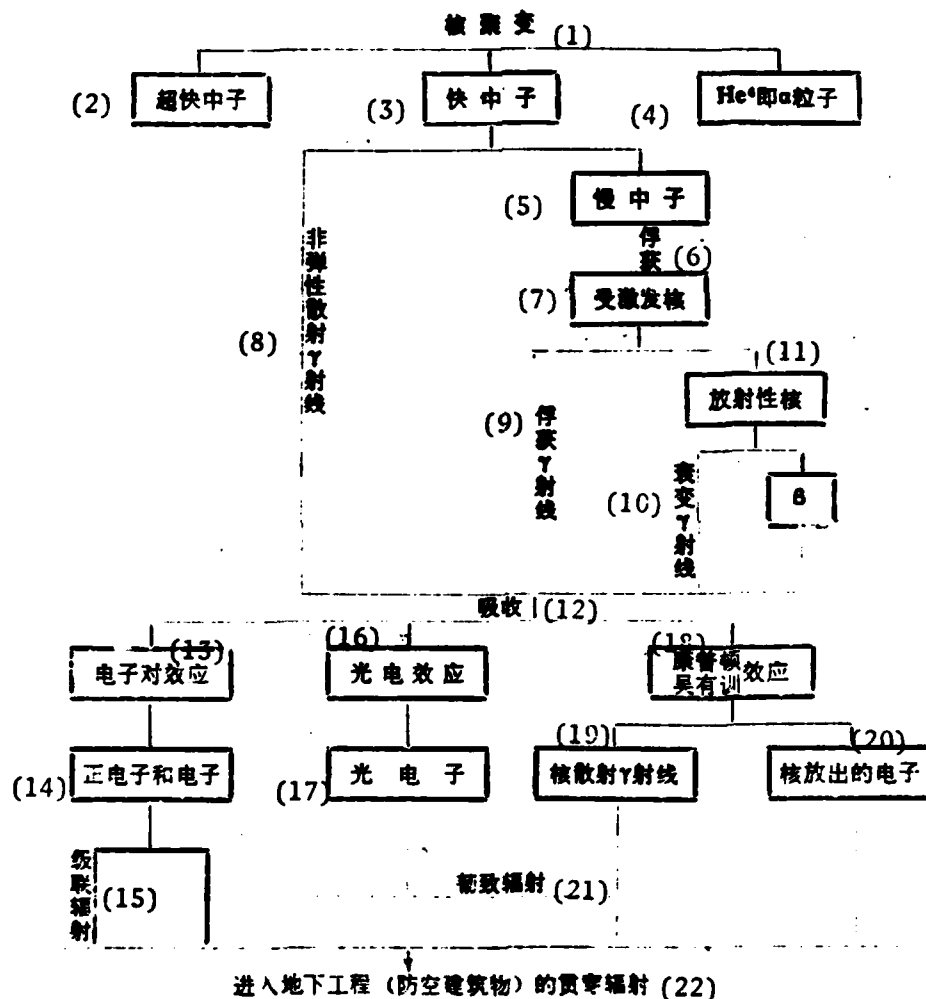 核聚变 (1)
(2) 超快中子
(3) 快中子
(4) He⁴即α粒子
(5) 慢中子
俘获 (6)
(7) 受激发核
(8) 非弹性散射γ射线
(9) 俘获γ射线
(11)
放射性核
(10) 衰变γ射线
β
吸收 (12)
(13)
电子对效应
(16)
光电效应
(18)
康普顿
吴有训 效应
(14) 正电子和电子
(17) 光电子
(19)
核散射γ射线
(20)
核放出的电子
级联辐射 (15)
轫致辐射 (21)
进入地下工程（防空建筑物）的贯穿辐射 (22)